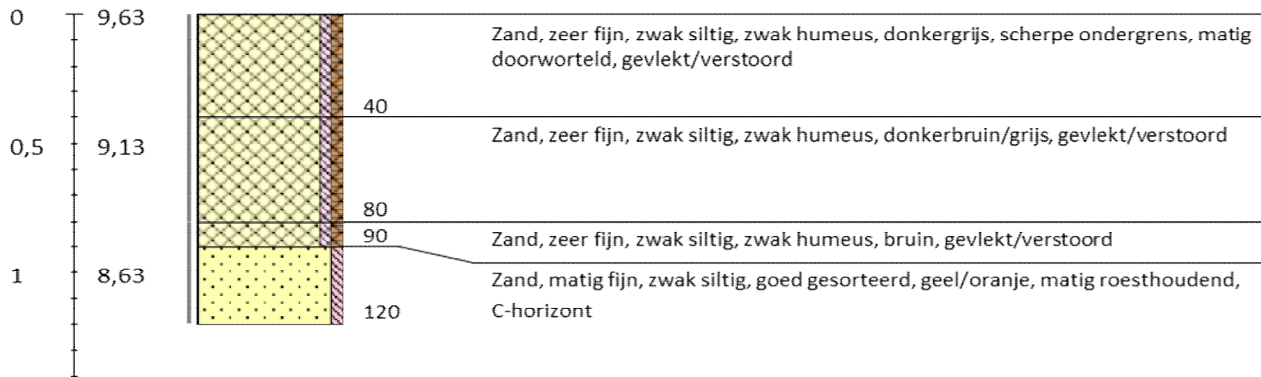 0 9,63
Zand, zeer fijn, zwak siltig, zwak humeus, donkergrijs, scherpe ondergrens, matig
doorworteld, gevlekt/verstoord
40
0,5 9,13
Zand, zeer fijn, zwak siltig, zwak humeus, donkerbruin/grijs, gevlekt/verstoord
80
90
Zand, zeer fijn, zwak siltig, zwak humeus, bruin, gevlekt/verstoord
1 8,63
Zand, matig fijn, zwak siltig, goed gesorteerd, geel/oranje, matig roesthoudend,
C-horizont
120